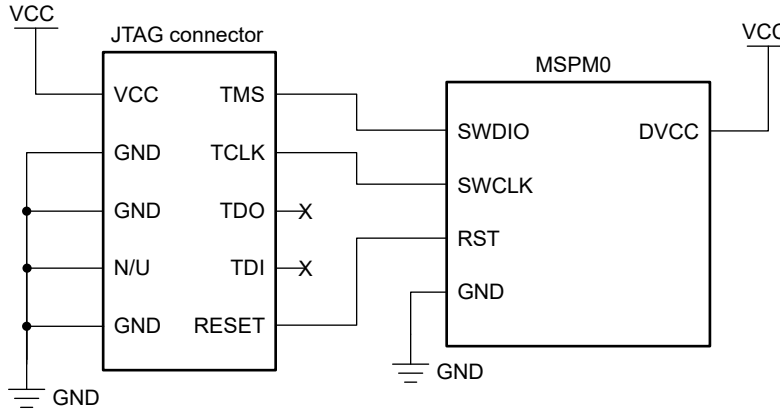 VCC
JTAG connector
VCC TMS
GND TCLK
GND TDO X
N/U TDI X
GND RESET
GND
MSPM0
VCC
SWDIO DVCC
SWCLK
RST
GND
GND